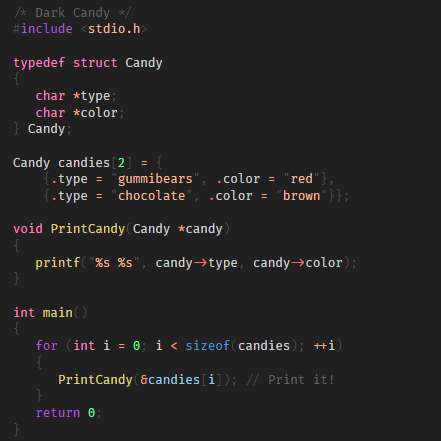 /* Dark Candy */
#include <stdio.h>
typedef struct Candy
{
char *type;
char *color;
} Candy;
Candy candies[2] = {
{.type = "gummibears", .color = "red"},
{.type = "chocolate", .color = "brown"}};
void PrintCandy(Candy *candy)
{
printf("%s %s", candy->type, candy->color);
}
int main()
{
for (int i = 0; i < sizeof(candies); ++i)
{
PrintCandy(&candies[i]); // Print it!
}
return 0;
}